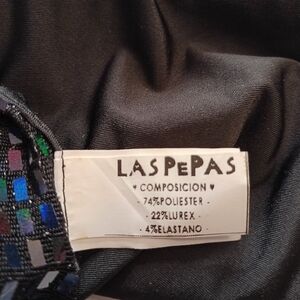 LASPEPAS
♥ COMPOSICION ♥
- 74%POLIESTER -
- 22%LUREX -
- 4%ELASTANO -